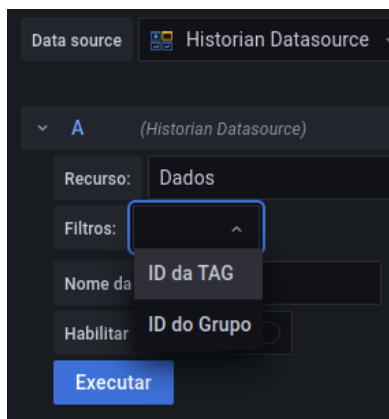 Data source Historian Datasource
A (Historian Datasource)
Recurso: Dados
Filtros:
ID da TAG
Nome da
ID do Grupo
Habilitar
Executar